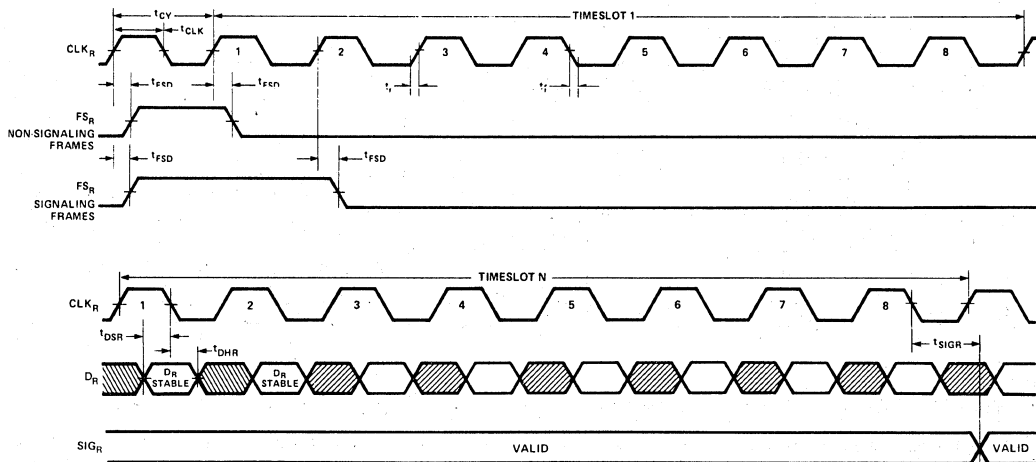 tCY
TIMESLOT 1
tCLK
CLKR
1 2 3 4 5 6 7 8
tFSD tFSD tr tf
FSR
NON-SIGNALING
FRAMES
tFSD tFSD
FSR
SIGNALING
FRAMES
TIMESLOT N
CLKR
1 2 3 4 5 6 7 8
tDSR
tDHR
tSIGR
DR
DR
STABLE
DR
STABLE
SIGR
VALID
VALID